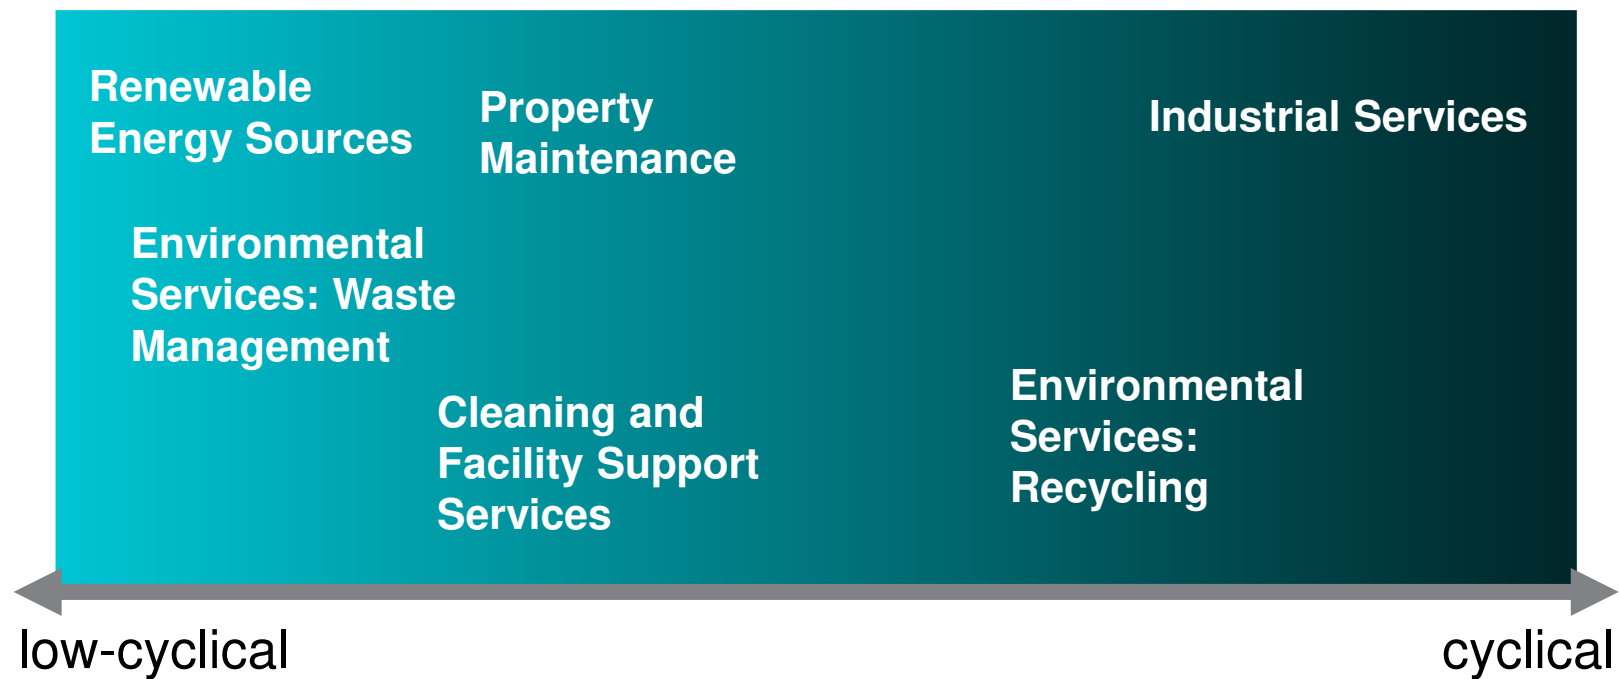 Renewable
Energy Sources
Property
Maintenance
Industrial Services
Environmental
Services: Waste
Management
Cleaning and
Facility Support
Services
Environmental
Services:
Recycling
low-cyclical
cyclical